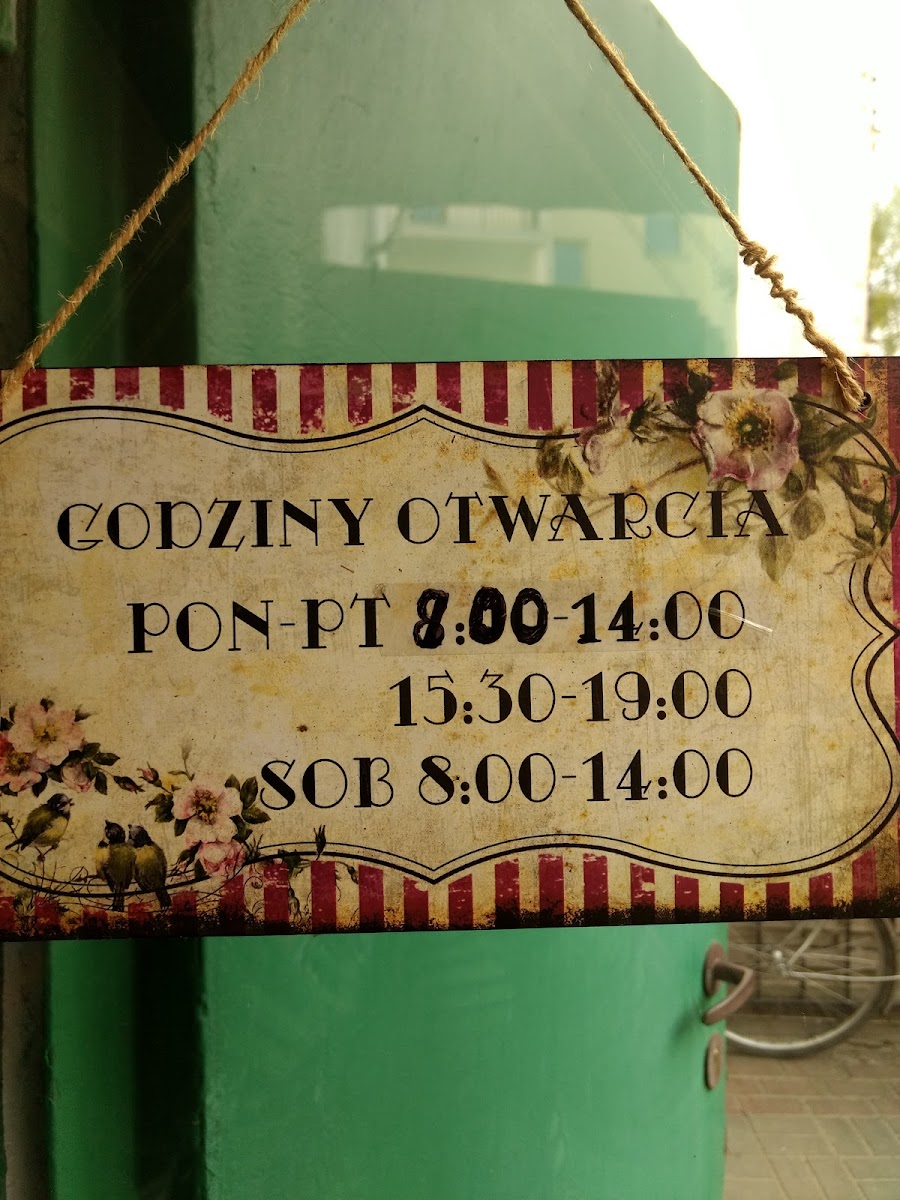 GODZINY OTWARCIA
PON-PT 8:00-14:00
15:30-19:00
SOB 8:00-14:00